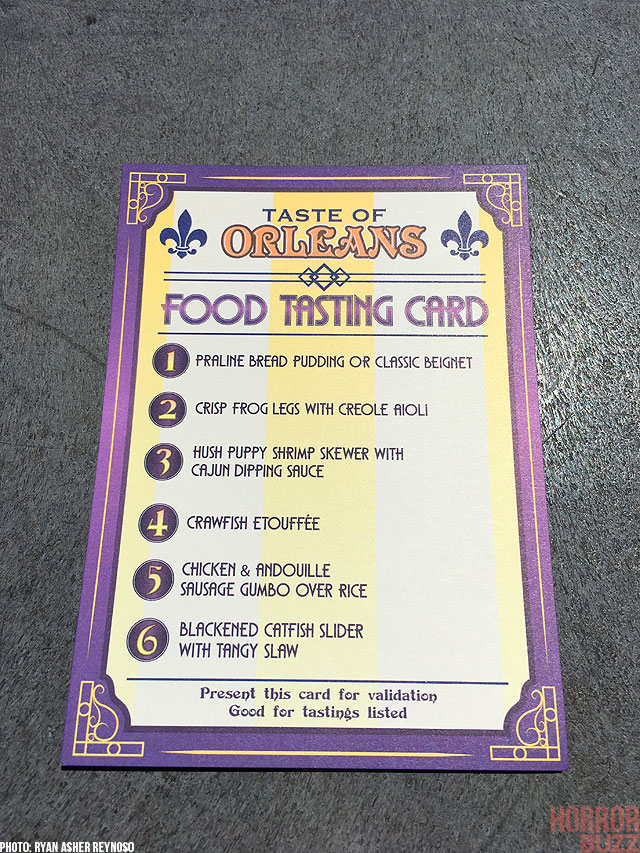 TASTE OF
ORLEANS
FOOD TASTING CARD
1 PRALINE BREAD PUDDING OR CLASSIC BEIGNET
2 CRISP FROG LEGS WITH CREOLE AIOLI
3 HUSH PUPPY SHRIMP SKEWER WITH
CAJUN DIPPING SAUCE
4 CRAWFISH ETOUFFÉE
5 CHICKEN & ANDOUILLE
SAUSAGE GUMBO OVER RICE
6 BLACKENED CATFISH SLIDER
WITH TANGY SLAW
Present this card for validation
Good for tastings listed
HORROR
BUZZ
PHOTO: RYAN ASHER REYNOSO